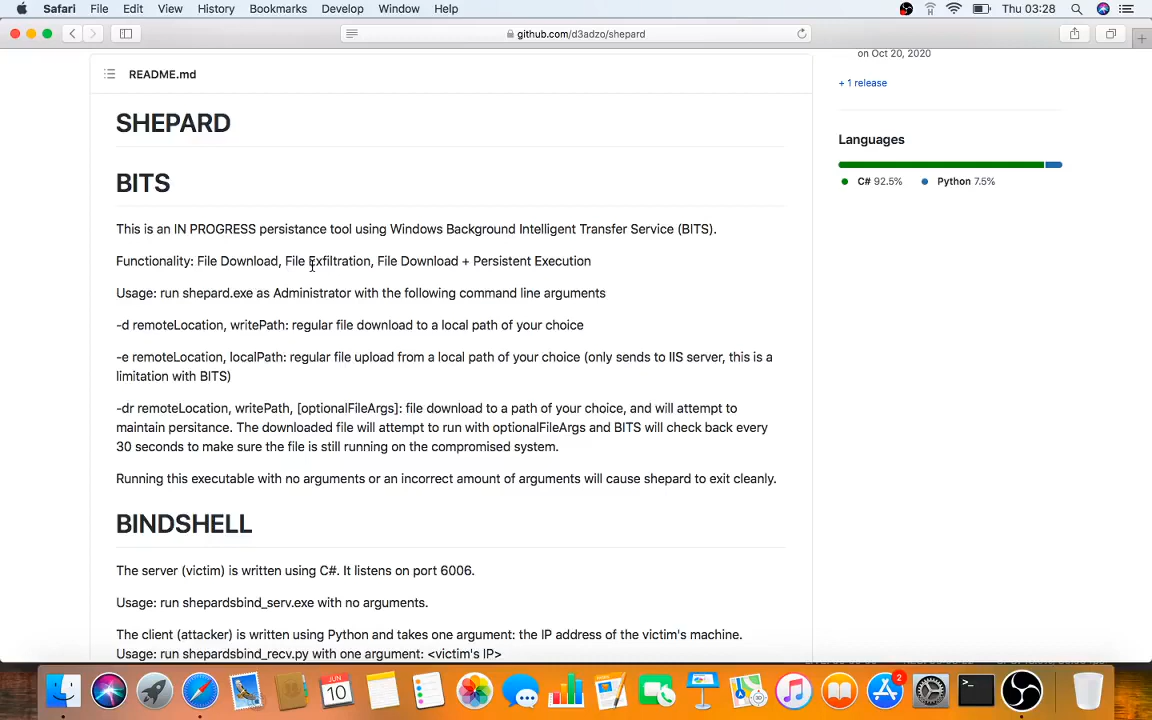 Safari File Edit View History Bookmarks Develop Window Help Thu 03:28
github.com/d3adzo/shepard
on Oct 20, 2020
README.md
+ 1 release
SHEPARD
Languages
C# 92.5% Python 7.5%
BITS
This is an IN PROGRESS persistance tool using Windows Background Intelligent Transfer Service (BITS).
Functionality: File Download, File Exfiltration, File Download + Persistent Execution
Usage: run shepard.exe as Administrator with the following command line arguments
-d remoteLocation, writePath: regular file download to a local path of your choice
-e remoteLocation, localPath: regular file upload from a local path of your choice (only sends to IIS server, this is a
limitation with BITS)
-dr remoteLocation, writePath, [optionalFileArgs]: file download to a path of your choice, and will attempt to
maintain persitance. The downloaded file will attempt to run with optionalFileArgs and BITS will check back every
30 seconds to make sure the file is still running on the compromised system.
Running this executable with no arguments or an incorrect amount of arguments will cause shepard to exit cleanly.
BINDSHELL
The server (victim) is written using C#. It listens on port 6006.
Usage: run shepardsbind_serv.exe with no arguments.
The client (attacker) is written using Python and takes one argument: the IP address of the victim's machine.
Usage: run shepardsbind_recv.py with one argument: <victim's IP>
JUN
10
2